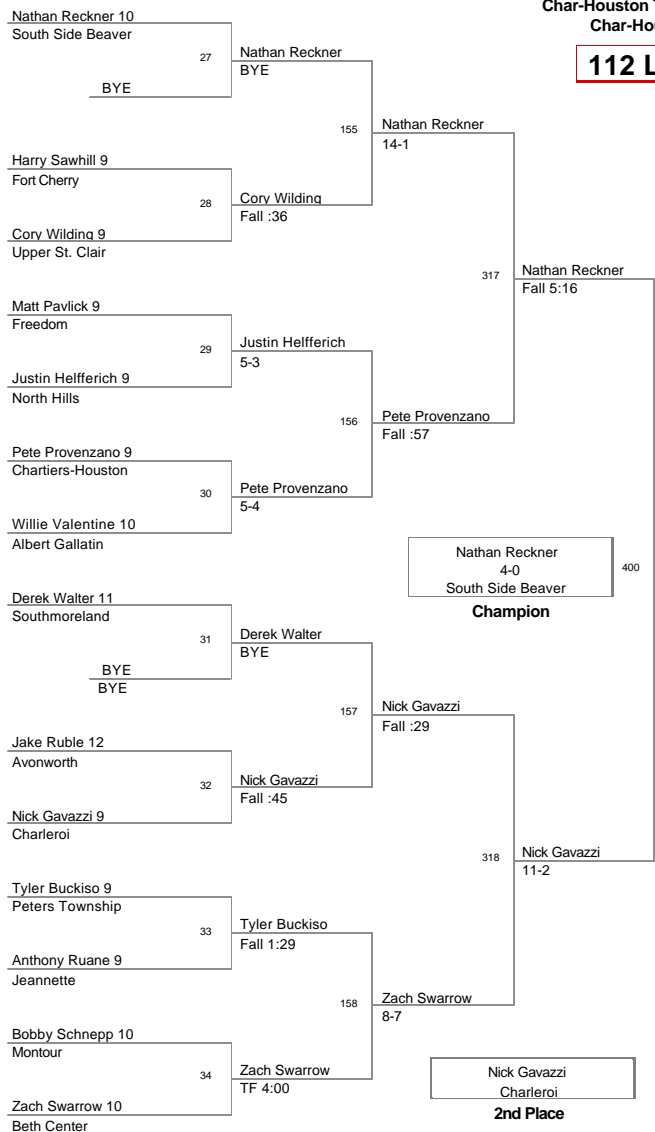 Char-Houston
Char-Hou
112 L
Nathan Reckner 10
South Side Beaver
27
Nathan Reckner
BYE
BYE
155
Nathan Reckner
14-1
Harry Sawhill 9
Fort Cherry
28
Cory Wilding
Fall :36
Cory Wilding 9
Upper St. Clair
317
Nathan Reckner
Fall 5:16
Matt Pavlick 9
Freedom
29
Justin Helfferich
5-3
Justin Helfferich 9
North Hills
156
Pete Provenzano
Fall :57
Pete Provenzano 9
Chartiers-Houston
30
Pete Provenzano
5-4
Willie Valentine 10
Albert Gallatin
Nathan Reckner
4-0
South Side Beaver
400
Champion
Derek Walter 11
Southmoreland
31
Derek Walter
BYE
BYE
BYE
157
Nick Gavazzi
Fall :29
Jake Ruble 12
Avonworth
32
Nick Gavazzi
Fall :45
Nick Gavazzi 9
Charleroi
318
Nick Gavazzi
11-2
Tyler Buckiso 9
Peters Township
33
Tyler Buckiso
Fall 1:29
Anthony Ruane 9
Jeannette
158
Zach Swarrow
8-7
Bobby Schnepp 10
Montour
34
Zach Swarrow
TF 4:00
Zach Swarrow 10
Beth Center
Nick Gavazzi
Charleroi
2nd Place